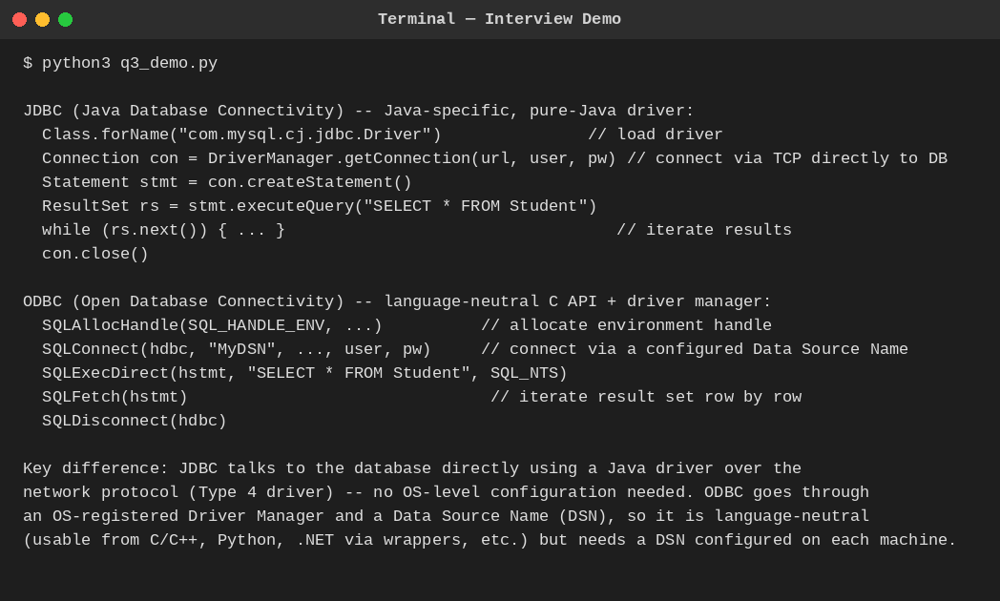 Terminal — Interview Demo
$ python3 q3_demo.py
JDBC (Java Database Connectivity) -- Java-specific, pure-Java driver:
  Class.forName("com.mysql.cj.jdbc.Driver")               // load driver
  Connection con = DriverManager.getConnection(url, user, pw) // connect via TCP directly to DB
  Statement stmt = con.createStatement()
  ResultSet rs = stmt.executeQuery("SELECT * FROM Student")
  while (rs.next()) { ... }                                  // iterate results
  con.close()
ODBC (Open Database Connectivity) -- language-neutral C API + driver manager:
  SQLAllocHandle(SQL_HANDLE_ENV, ...)          // allocate environment handle
  SQLConnect(hdbc, "MyDSN", ..., user, pw)     // connect via a configured Data Source Name
  SQLExecDirect(hstmt, "SELECT * FROM Student", SQL_NTS)
  SQLFetch(hstmt)                               // iterate result set row by row
  SQLDisconnect(hdbc)
Key difference: JDBC talks to the database directly using a Java driver over the
network protocol (Type 4 driver) -- no OS-level configuration needed. ODBC goes through
an OS-registered Driver Manager and a Data Source Name (DSN), so it is language-neutral
(usable from C/C++, Python, .NET via wrappers, etc.) but needs a DSN configured on each machine.